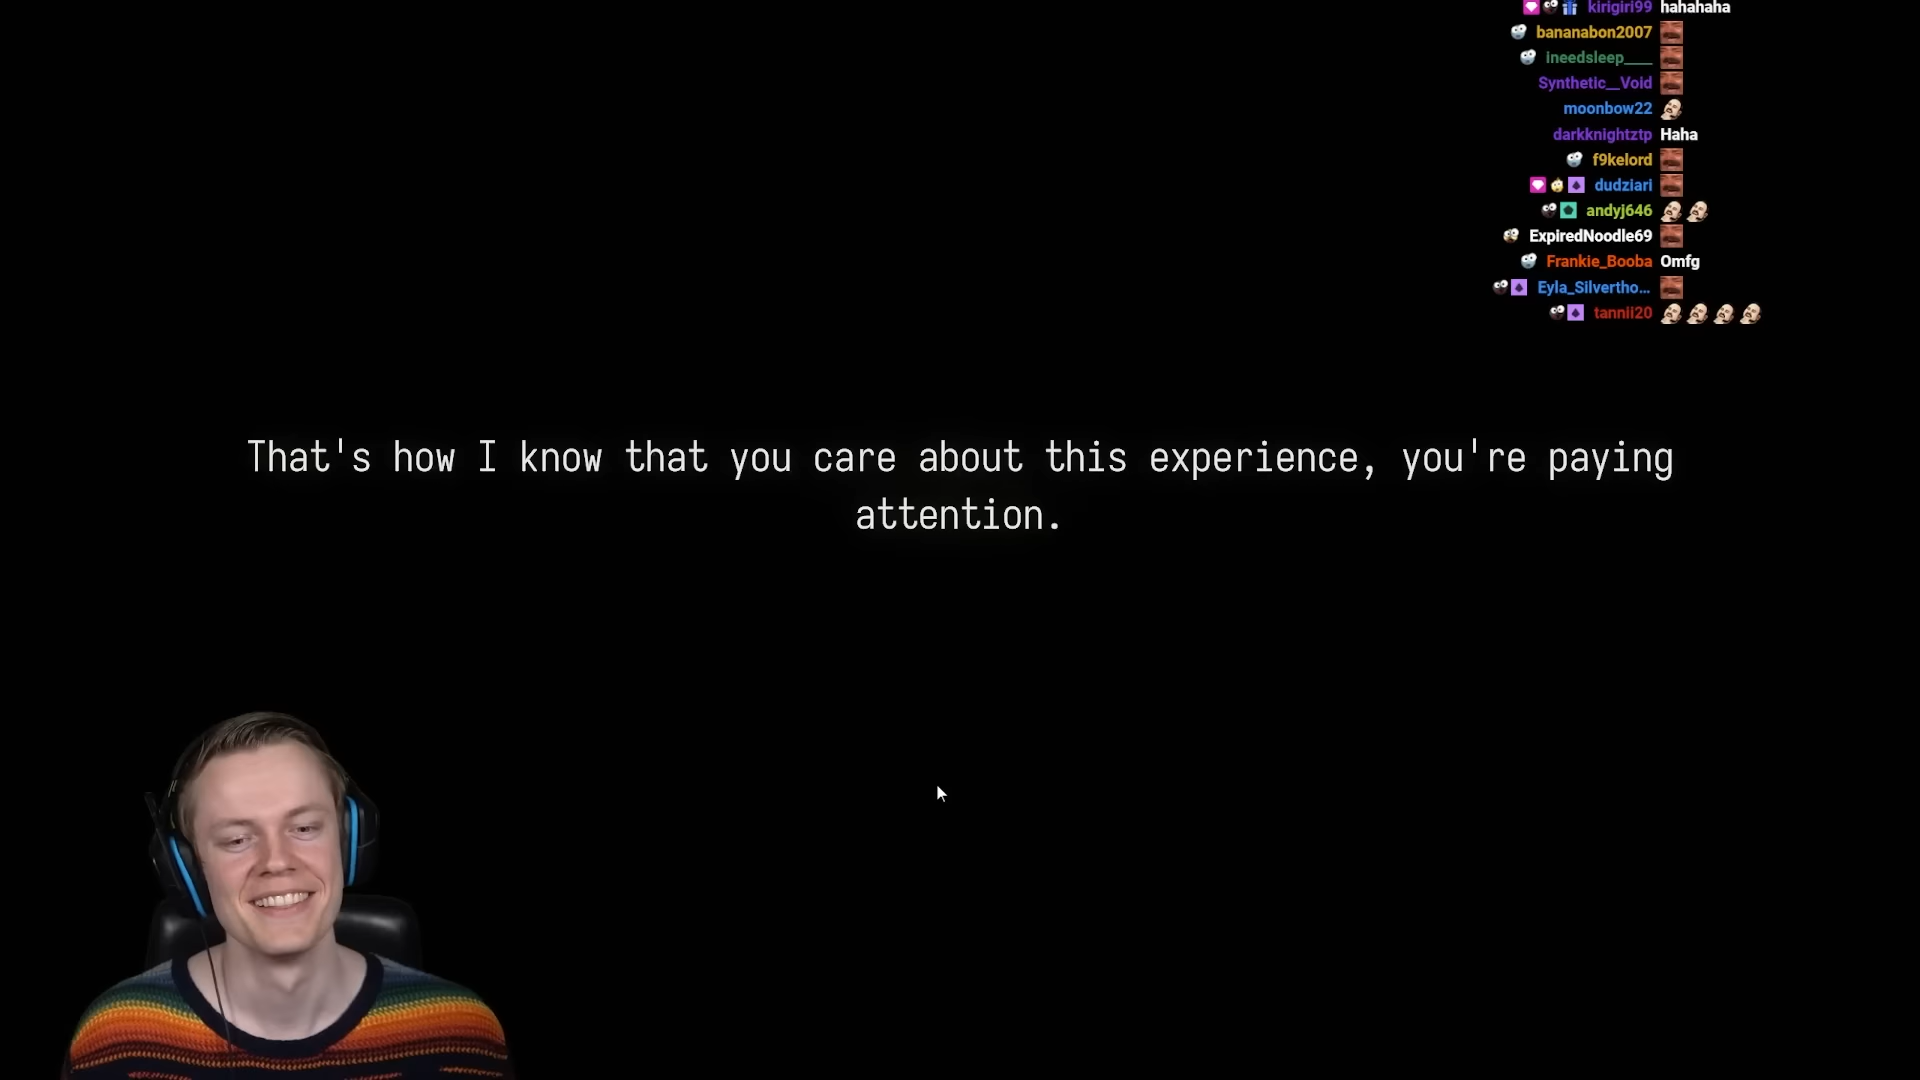 kirigiri99 hahahaha
bananabon2007
ineedsleep____
Synthetic__Void
moonbow22
darkknightztp Haha
f9kelord
dudziari
andyj646
ExpiredNoodle69
Frankie_Booba Omfg
Eyla_Silvertho...
tannii20
That's how I know that you care about this experience, you're paying
attention.